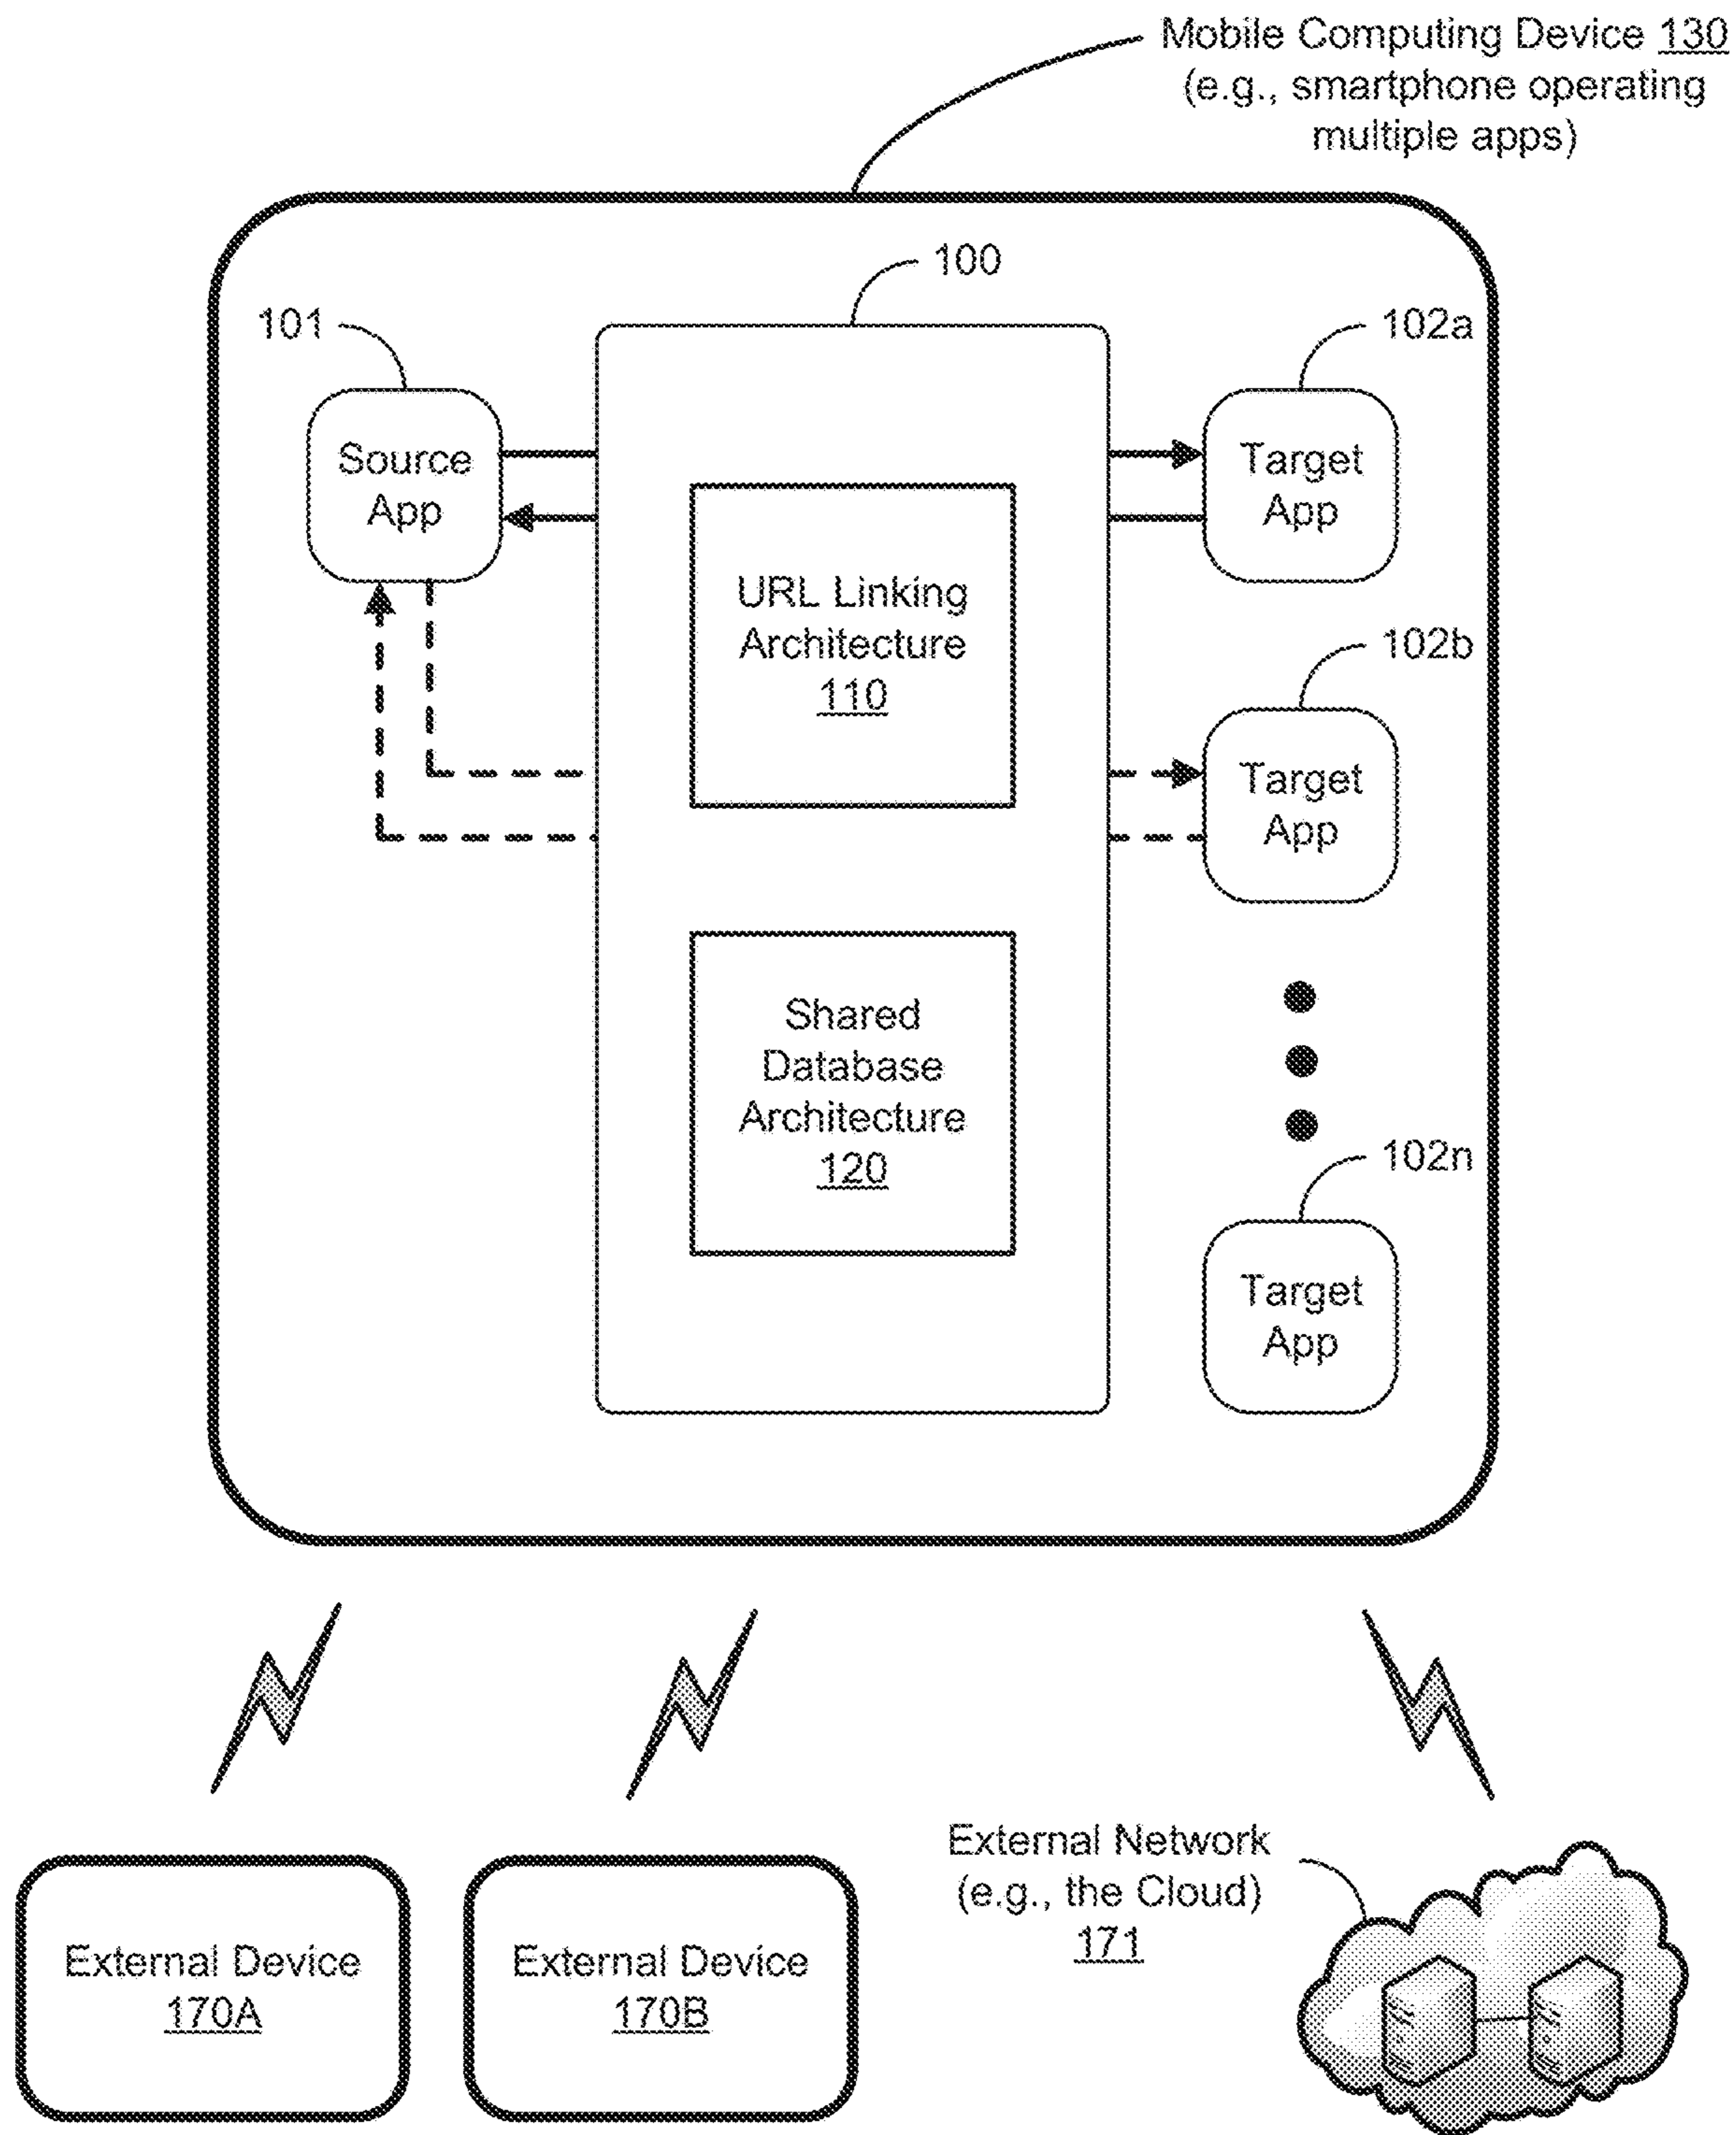 Mobile Computing Device 130
(e.g., smartphone operating
multiple apps)
100
101
102a
Source
App
Target
App
URL Linking
Architecture
110
102b
Target
App
Shared
Database
Architecture
120
102n
Target
App
External Network
(e.g., the Cloud)
171
External Device
170A
External Device
170B